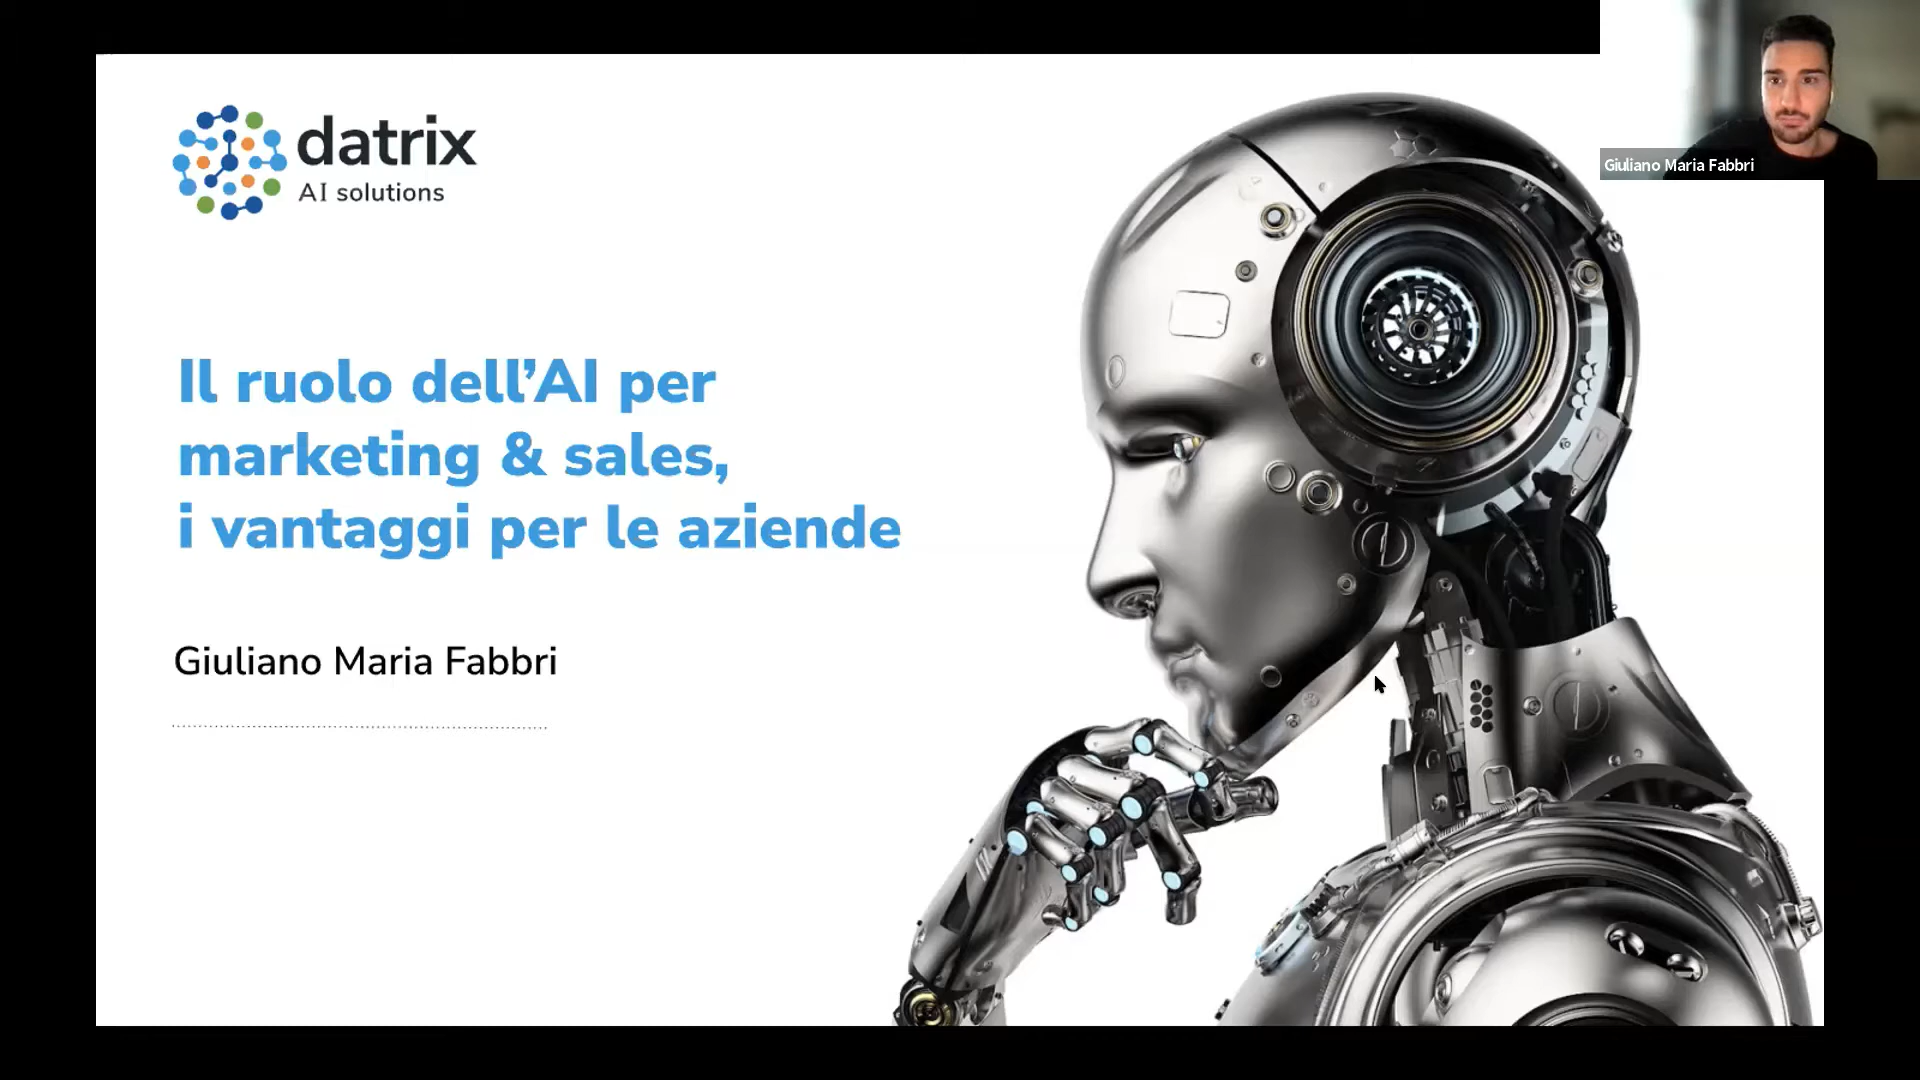 datrix
AI solutions
Il ruolo dell’AI per
marketing & sales,
i vantaggi per le aziende
Giuliano Maria Fabbri
Giuliano Maria Fabbri